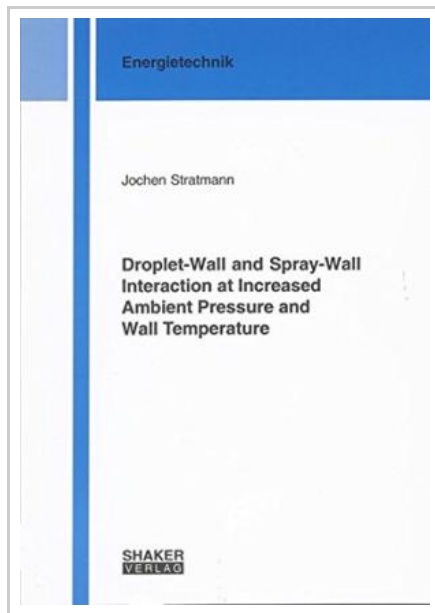 Energietechnik
Jochen Stratmann
Droplet-Wall and Spray-Wall
Interaction at Increased
Ambient Pressure and
Wall Temperature
SHAKER
VERLAG